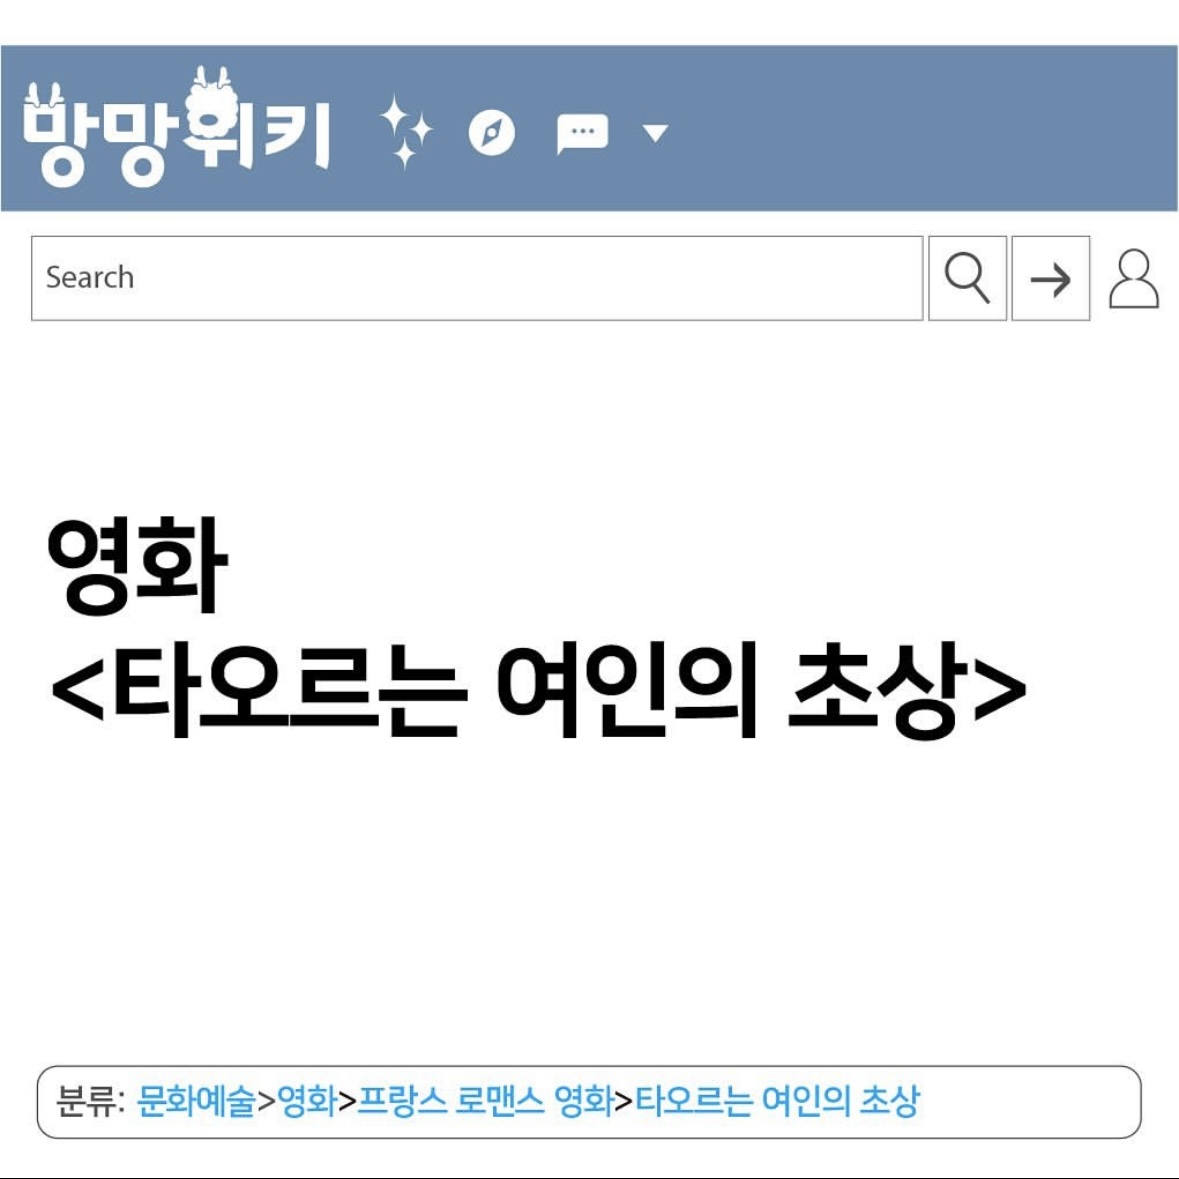 망망위키
Search
영화
<타오르는 여인의 초상>
분류: 문화예술>영화>프랑스 로맨스 영화>타오르는 여인의 초상